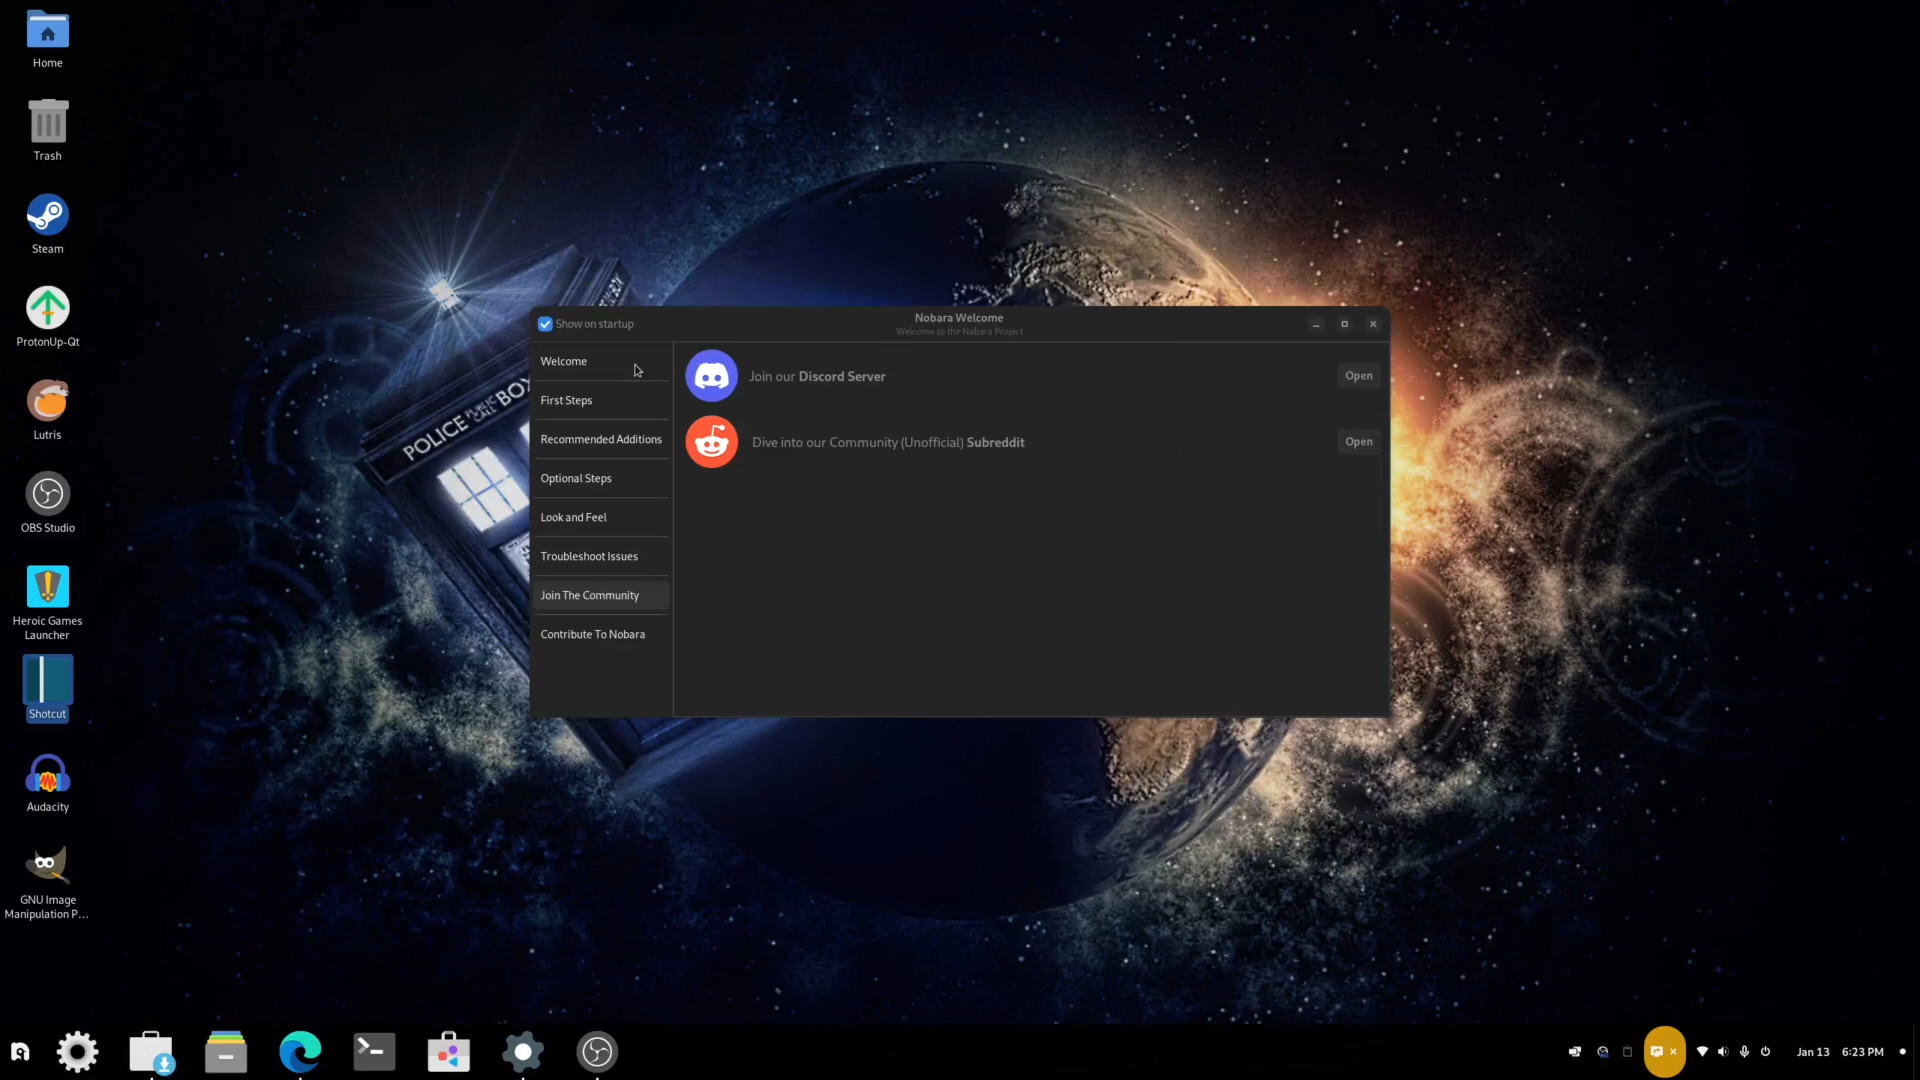 Home
Trash
Steam
ProtonUp-Qt
Lutris
OBS Studio
Heroic Games
Launcher
Shotcut
Audacity
GNU Image
Manipulation P...
POLICE PUBLIC CALL BOX
Show on startup
Nobara Welcome
Welcome to the Nobara Project
Welcome
First Steps
Recommended Additions
Optional Steps
Look and Feel
Troubleshoot Issues
Join The Community
Contribute To Nobara
Join our Discord Server
Open
Dive into our Community (Unofficial) Subreddit
Open
Jan 13 6:23 PM